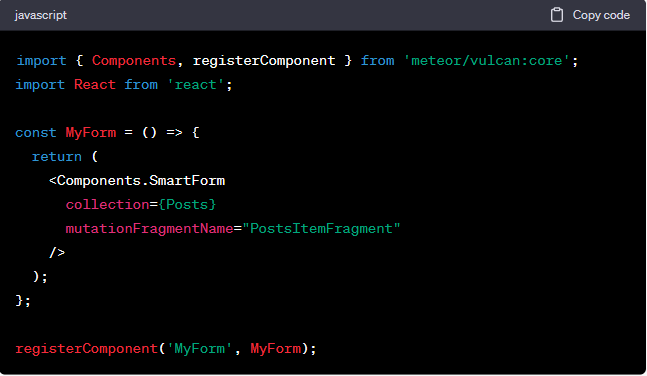 javascript
Copy code
import { Components, registerComponent } from 'meteor/vulcan:core';
import React from 'react';
const MyForm = () => {
  return (
    <Components.SmartForm
      collection={Posts}
      mutationFragmentName="PostsItemFragment"
    />
  );
};
registerComponent('MyForm', MyForm);